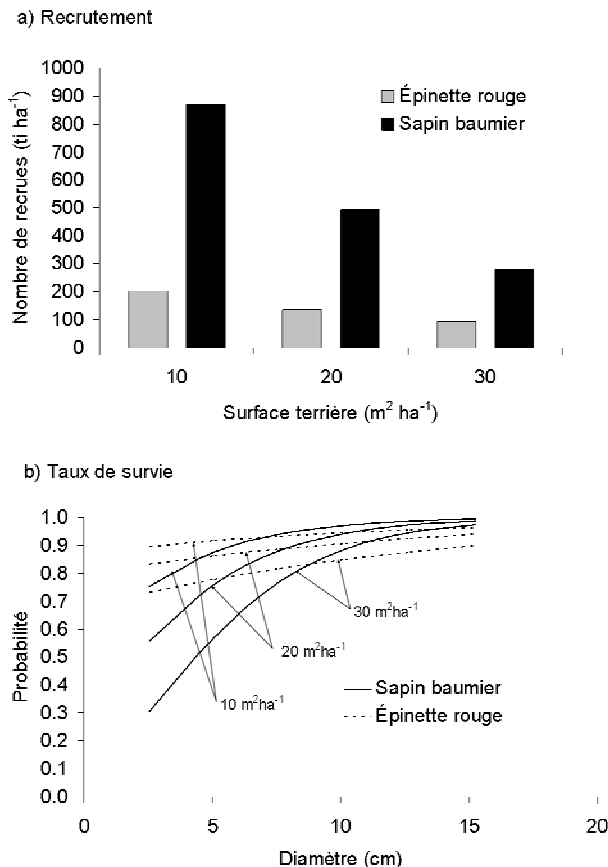 a) Recrutement
1000
900
800
700
600
500
400
300
200
100
0
Nombre de recrues (ti ha⁻¹)
Épinette rouge
Sapin baumier
10 20 30
Surface terrière (m² ha⁻¹)
b) Taux de survie
1.0
0.9
0.8
0.7
0.6
0.5
0.4
0.3
0.2
0.1
0.0
Probabilité
30 m²ha⁻¹
20 m²ha⁻¹
10 m²ha⁻¹
Sapin baumier
Épinette rouge
0 5 10 15 20
Diamètre (cm)